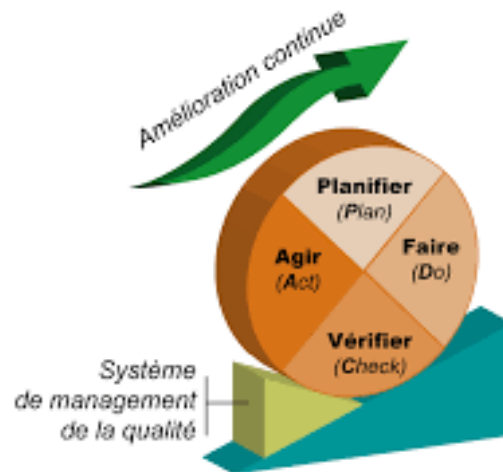 Amélioration continue
Planifier
(Plan)
Faire
(Do)
Agir
(Act)
Vérifier
(Check)
Système
de management
de la qualité